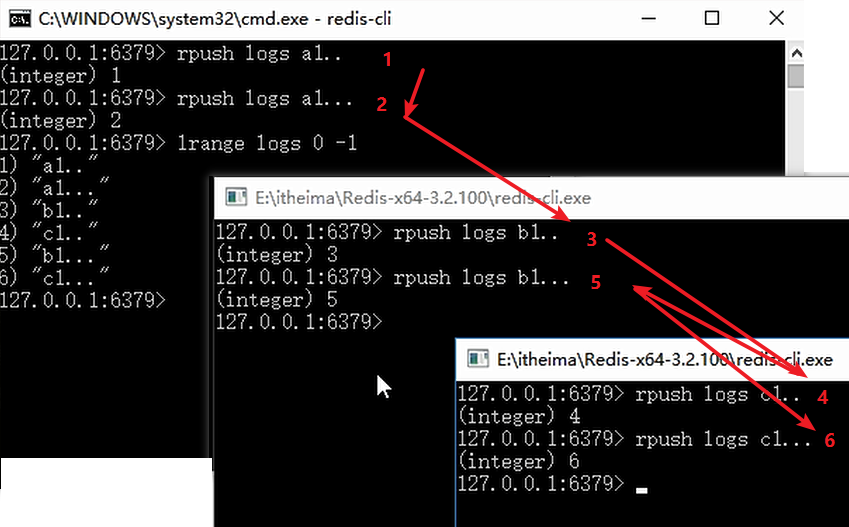 C:\WINDOWS\system32\cmd.exe - redis-cli
127.0.0.1:6379> rpush logs a1.. 1
(integer) 1
127.0.0.1:6379> rpush logs a1... 2
(integer) 2
127.0.0.1:6379> lrange logs 0 -1
1) "a1.."
2) "a1..."
3) "b1.."
4) "c1.."
5) "b1..."
6) "c1..."
127.0.0.1:6379>
E:\itheima\Redis-x64-3.2.100\redis-cli.exe
127.0.0.1:6379> rpush logs b1.. 3
(integer) 3
127.0.0.1:6379> rpush logs b1... 5
(integer) 5
127.0.0.1:6379>
E:\itheima\Redis-x64-3.2.100\redis-cli.exe
127.0.0.1:6379> rpush logs c1.. 4
(integer) 4
127.0.0.1:6379> rpush logs c1... 6
(integer) 6
127.0.0.1:6379>